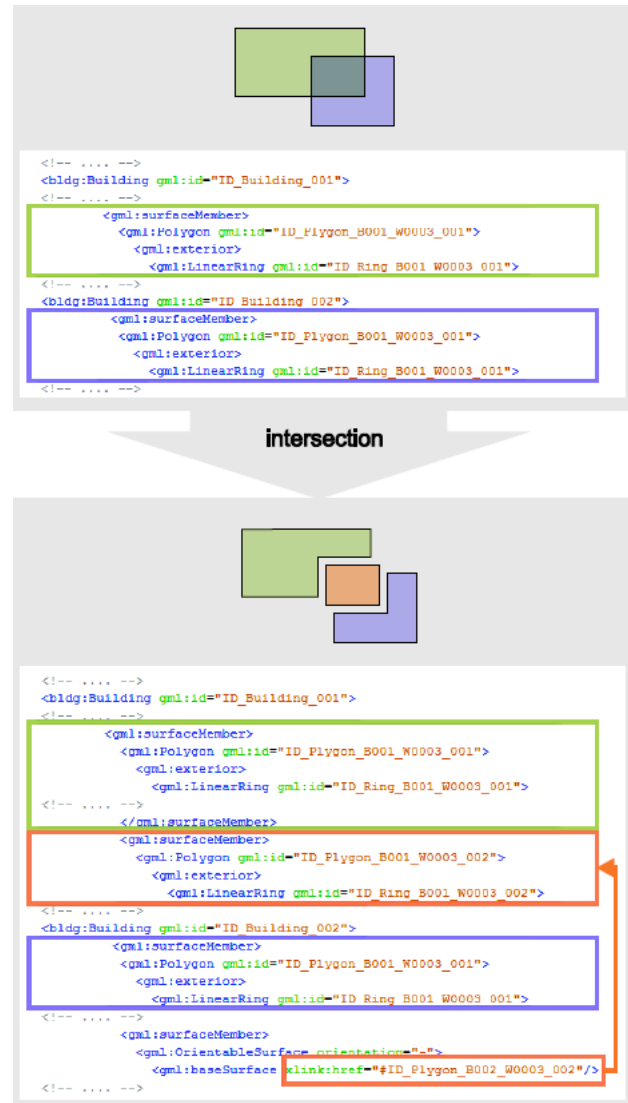 <!-- .... -->
<bldg:Building gml:id="ID_Building_001">
<!-- .... -->
<gml:surfaceMember>
<gml:Polygon gml:id="ID_Plygon_B001_W0003_001">
<gml:exterior>
<gml:LinearRing gml:id="ID_Ring_B001_W0003_001">
<!-- .... -->
<bldg:Building gml:id="ID_Building_002">
<gml:surfaceMember>
<gml:Polygon gml:id="ID_Plygon_B001_W0003_001">
<gml:exterior>
<gml:LinearRing gml:id="ID_Ring_B001_W0003_001">
<!-- .... -->
intersection
<!-- .... -->
<bldg:Building gml:id="ID_Building_001">
<!-- .... -->
<gml:surfaceMember>
<gml:Polygon gml:id="ID_Plygon_B001_W0003_001">
<gml:exterior>
<gml:LinearRing gml:id="ID_Ring_B001_W0003_001">
<!-- .... -->
</gml:surfaceMember>
<gml:surfaceMember>
<gml:Polygon gml:id="ID_Plygon_B001_W0003_002">
<gml:exterior>
<gml:LinearRing gml:id="ID_Ring_B001_W0003_002">
<!-- .... -->
<bldg:Building gml:id="ID_Building_002">
<gml:surfaceMember>
<gml:Polygon gml:id="ID_Plygon_B001_W0003_001">
<gml:exterior>
<gml:LinearRing gml:id="ID_Ring_B001_W0003_001">
<!-- .... -->
<gml:surfaceMember>
<gml:OrientableSurface orientation="-">
<gml:baseSurface xlink:href="#ID_Plygon_B002_W0003_002"/>
<!-- .... -->